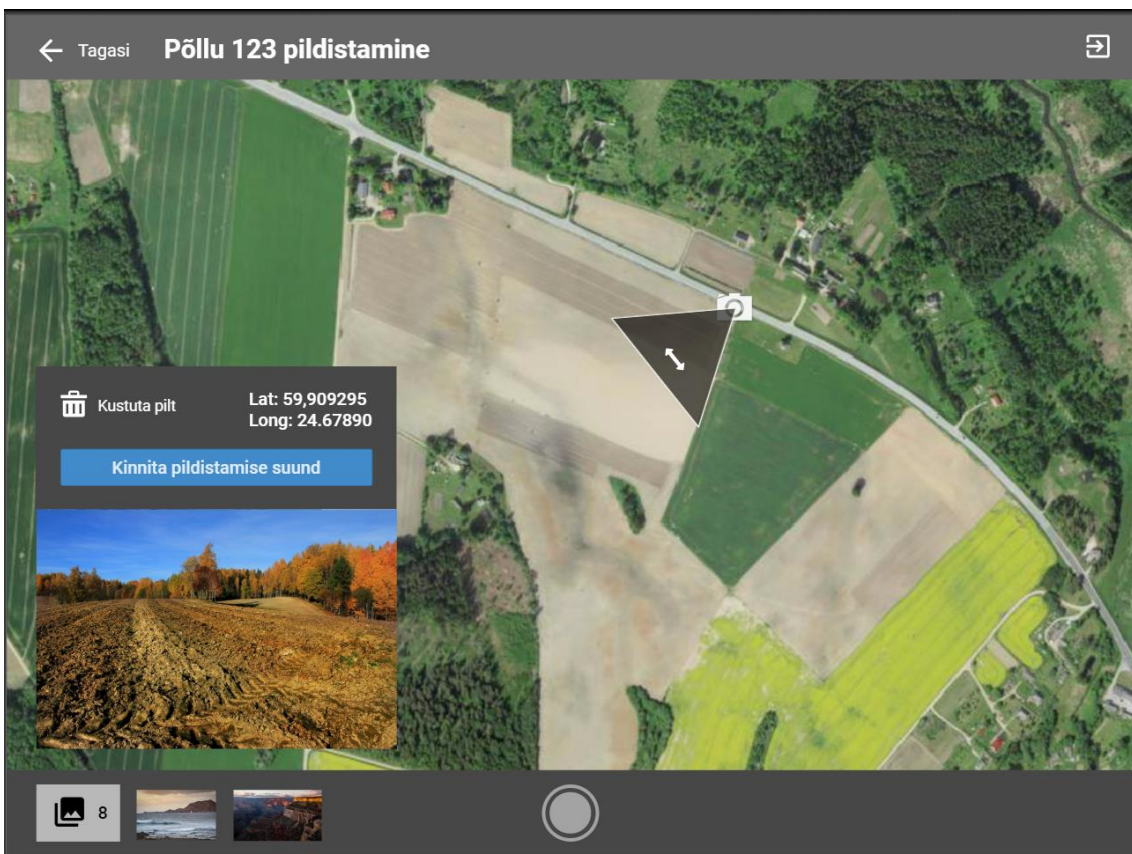 Tagasi Põllu 123 pildistamine
Kustuta pilt
Lat: 59,909295
Long: 24.67890
Kinnita pildistamise suund
8